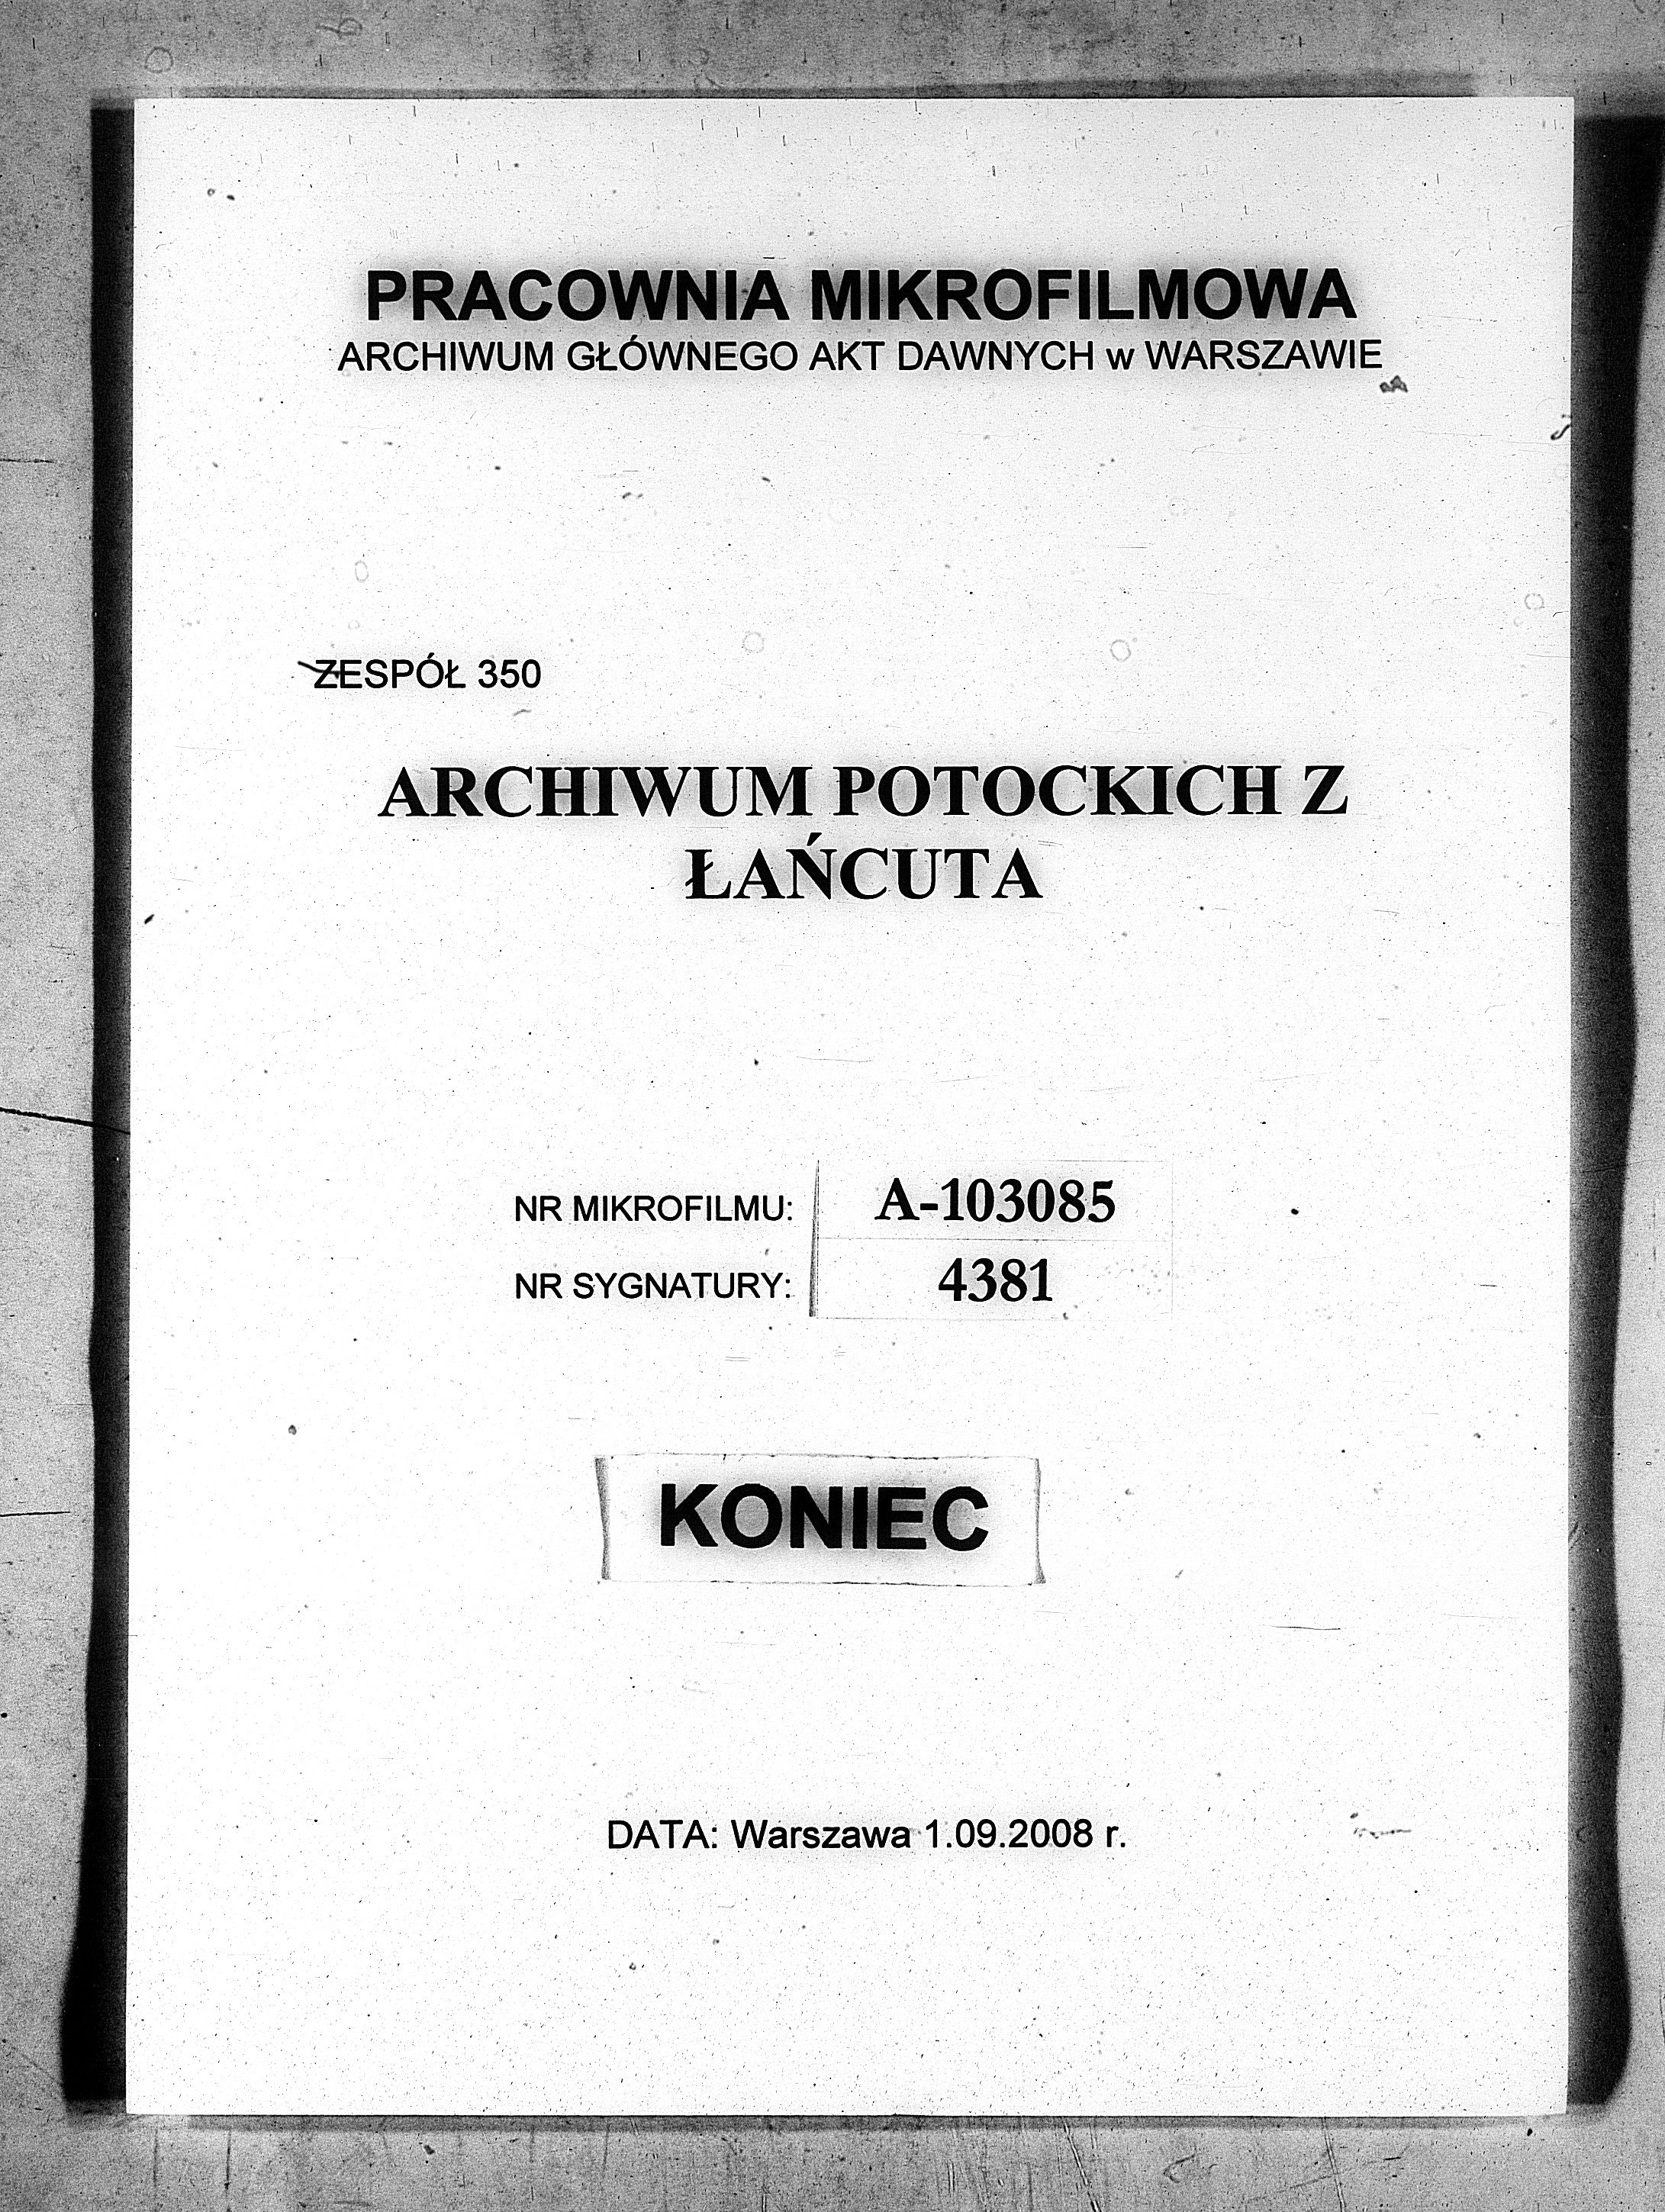 PRACOWNIA MIKROFILMOWA
ARCHIWUM GŁÓWNEGO AKT DAWNYCH w WARSZAWIE
ZESPÓŁ 350
ARCHIWUM POTOCKICH Z
ŁAŃCUTA
NR MIKROFILMU: A-103085
NR SYGNATURY: 4381
KONIEC
DATA: Warszawa 1.09.2008 r.